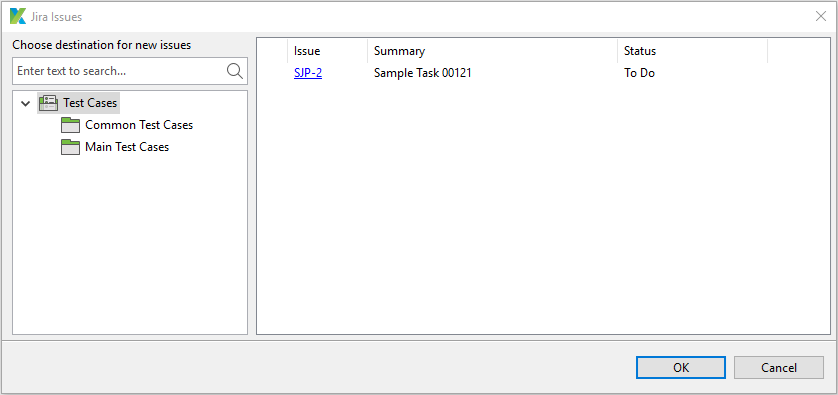 Jira Issues
Choose destination for new issues
Enter text to search...
Test Cases
Common Test Cases
Main Test Cases
Issue Summary Status
SJP-2 Sample Task 00121 To Do
OK Cancel